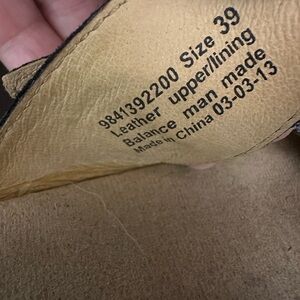 9841392200 Size 39
Leather upper/lining
Balance man made
Made in China 03-03-13